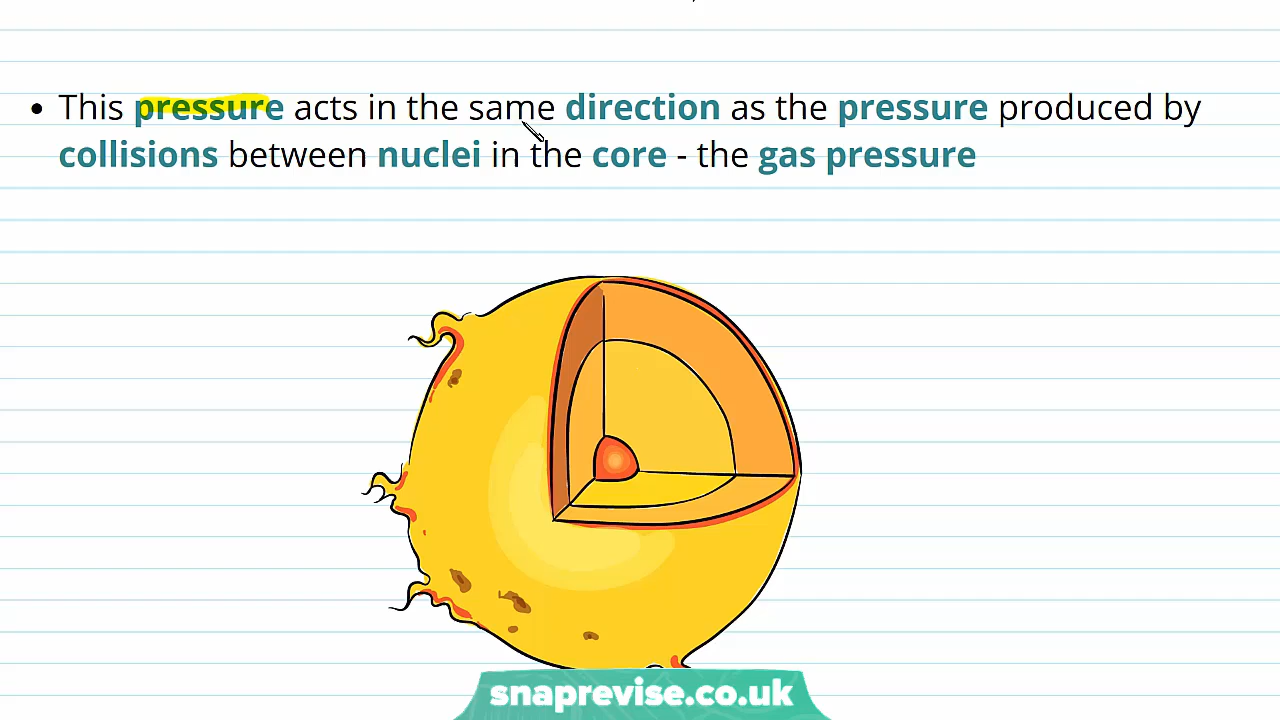 • This pressure acts in the same direction as the pressure produced by
collisions between nuclei in the core - the gas pressure
snaprevise.co.uk